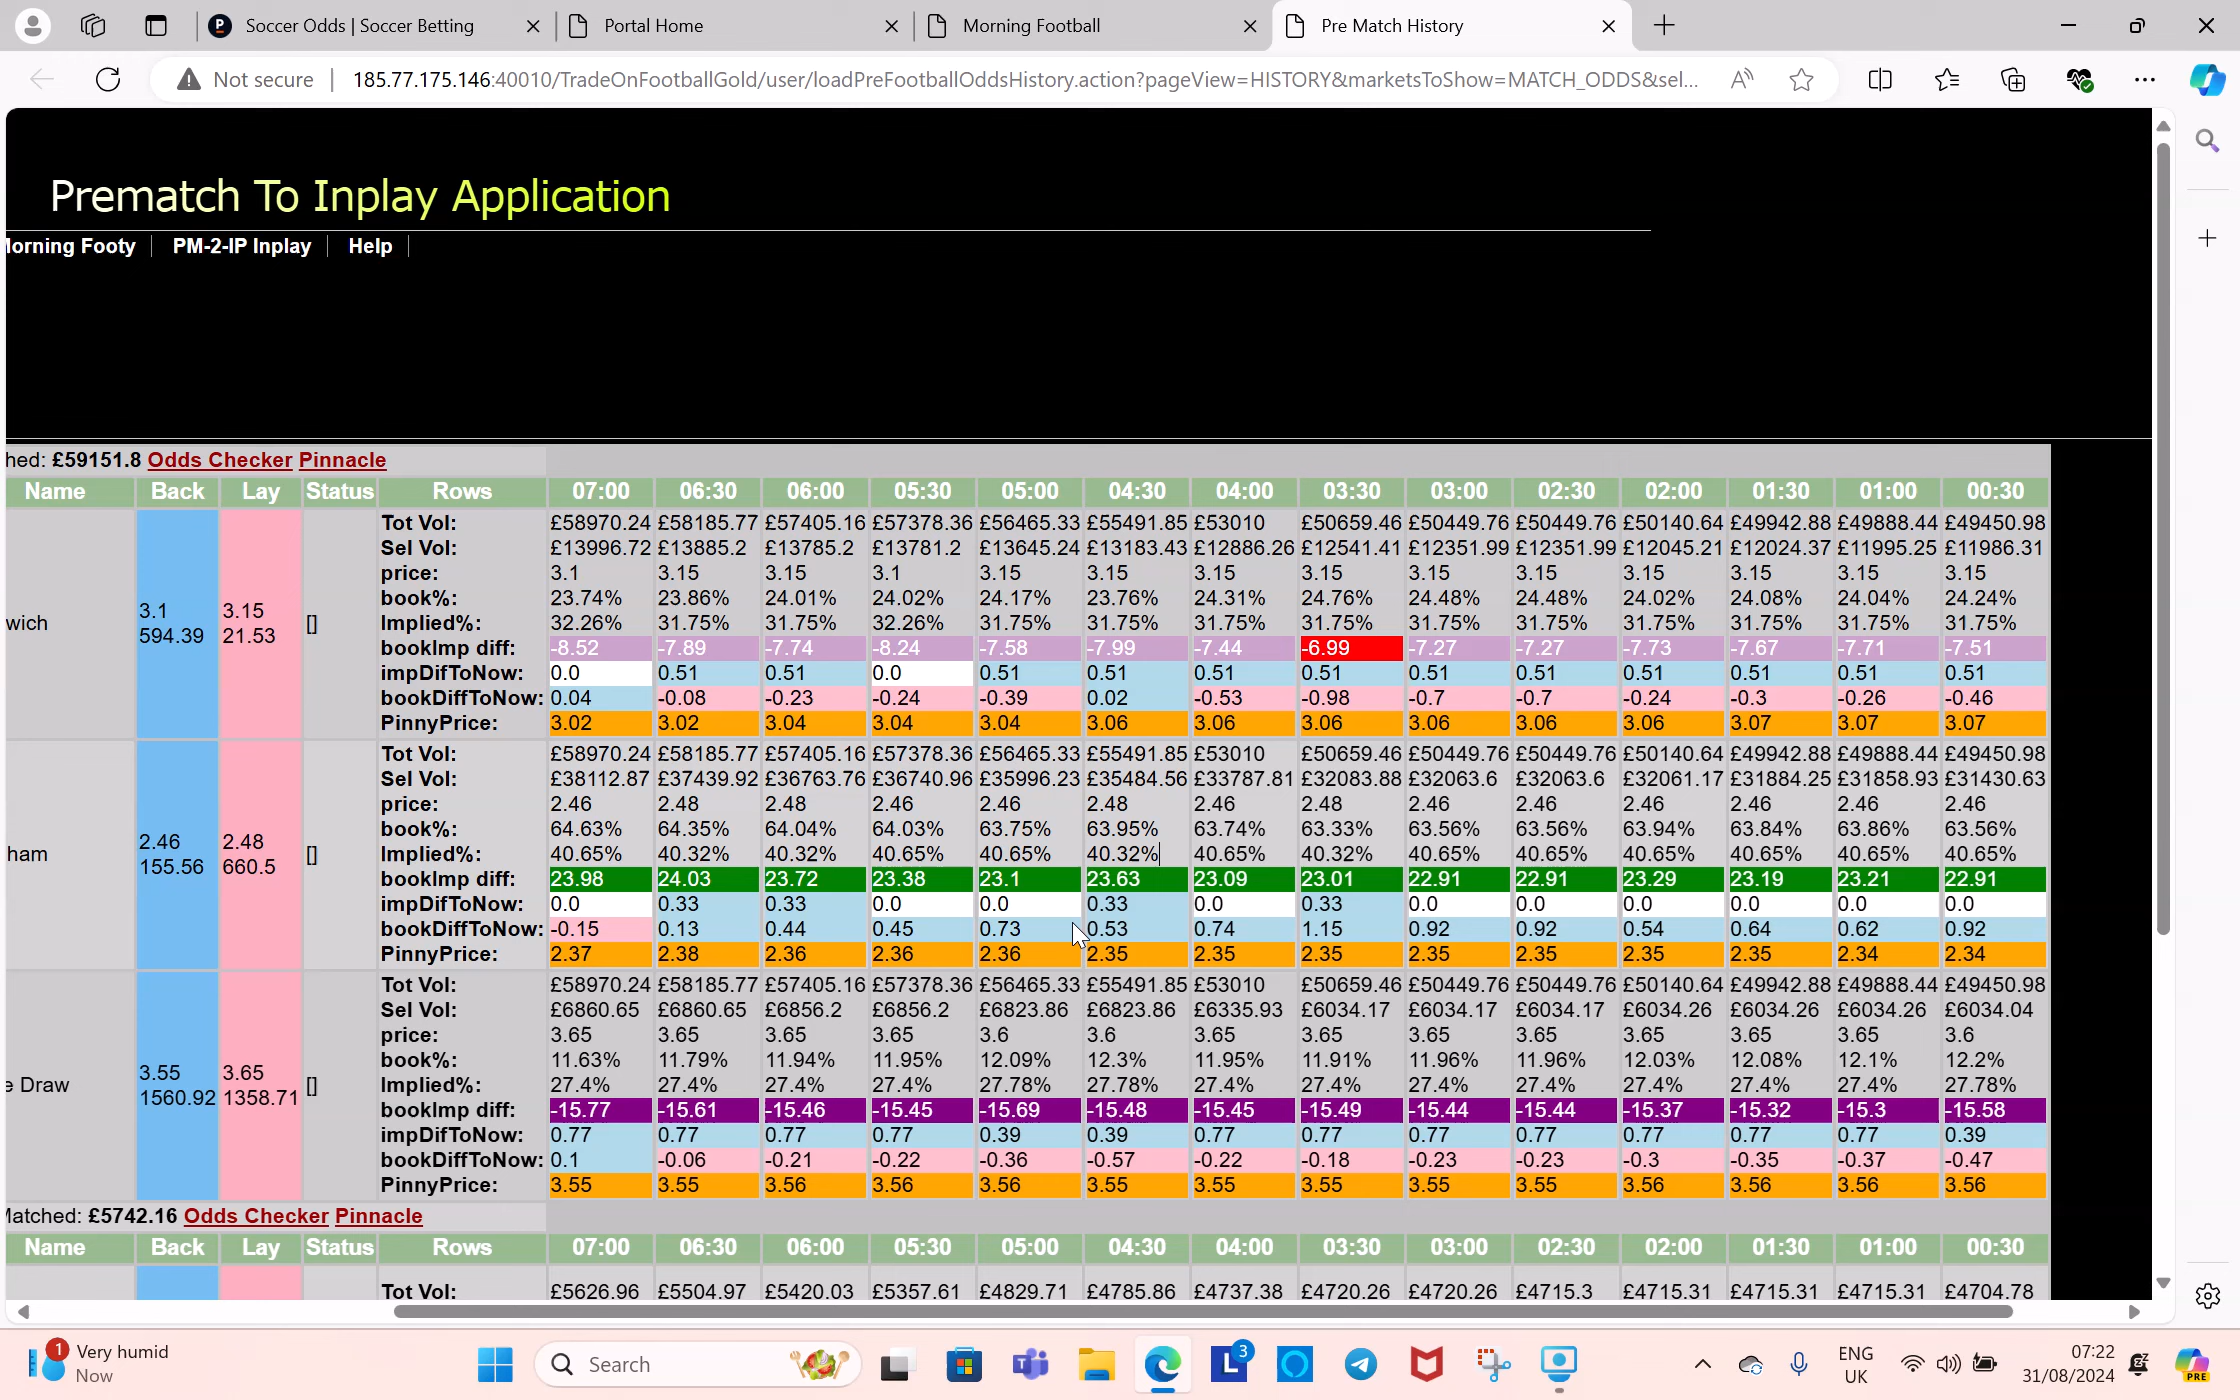 Soccer Odds | Soccer Betting
Portal Home
Morning Football
Pre Match History
Not secure
185.77.175.146:40010/TradeOnFootballGold/user/loadPreFootballOddsHistory.action?pageView=HISTORY&marketsToShow=MATCH_ODDS&sel...
Prematch To Inplay Application
Morning Footy | PM-2-IP Inplay | Help
hed: £59151.8 Odds Checker Pinnacle
Name Back Lay Status Rows 07:00 06:30 06:00 05:30 05:00 04:30 04:00 03:30 03:00 02:30 02:00 01:30 01:00 00:30
wich
3.1 594.39
3.15 21.53
[]
Tot Vol: £58970.24 £58185.77 £57405.16 £57378.36 £56465.33 £55491.85 £53010 £50659.46 £50449.76 £50449.76 £50140.64 £49942.88 £49888.44 £49450.98
Sel Vol: £13996.72 £13885.2 £13785.2 £13781.2 £13645.24 £13183.43 £12886.26 £12541.41 £12351.99 £12351.99 £12045.21 £12024.37 £11995.25 £11986.31
price: 3.1 3.15 3.15 3.1 3.15 3.15 3.15 3.15 3.15 3.15 3.15 3.15 3.15 3.15
book%: 23.74% 23.86% 24.01% 24.02% 24.17% 23.76% 24.31% 24.76% 24.48% 24.48% 24.02% 24.08% 24.04% 24.24%
Implied%: 32.26% 31.75% 31.75% 32.26% 31.75% 31.75% 31.75% 31.75% 31.75% 31.75% 31.75% 31.75% 31.75% 31.75%
bookImp diff: -8.52 -7.89 -7.74 -8.24 -7.58 -7.99 -7.44 -6.99 -7.27 -7.27 -7.73 -7.67 -7.71 -7.51
impDifToNow: 0.0 0.51 0.51 0.0 0.51 0.51 0.51 0.51 0.51 0.51 0.51 0.51 0.51 0.51
bookDiffToNow: 0.04 -0.08 -0.23 -0.24 -0.39 0.02 -0.53 -0.98 -0.7 -0.7 -0.24 -0.3 -0.26 -0.46
PinnyPrice: 3.02 3.02 3.04 3.04 3.04 3.06 3.06 3.06 3.06 3.06 3.06 3.07 3.07 3.07
ham
2.46 155.56
2.48 660.5
[]
Tot Vol: £58970.24 £58185.77 £57405.16 £57378.36 £56465.33 £55491.85 £53010 £50659.46 £50449.76 £50449.76 £50140.64 £49942.88 £49888.44 £49450.98
Sel Vol: £38112.87 £37439.92 £36763.76 £36740.96 £35996.23 £35484.56 £33787.81 £32083.88 £32063.6 £32063.6 £32061.17 £31884.25 £31858.93 £31430.63
price: 2.46 2.48 2.48 2.46 2.46 2.48 2.46 2.48 2.46 2.46 2.46 2.46 2.46 2.46
book%: 64.63% 64.35% 64.04% 64.03% 63.75% 63.95% 63.74% 63.33% 63.56% 63.56% 63.94% 63.84% 63.86% 63.56%
Implied%: 40.65% 40.32% 40.32% 40.65% 40.65% 40.32% 40.65% 40.32% 40.65% 40.65% 40.65% 40.65% 40.65% 40.65%
bookImp diff: 23.98 24.03 23.72 23.38 23.1 23.63 23.09 23.01 22.91 22.91 23.29 23.19 23.21 22.91
impDifToNow: 0.0 0.33 0.33 0.0 0.0 0.33 0.0 0.33 0.0 0.0 0.0 0.0 0.0 0.0
bookDiffToNow: -0.15 0.13 0.44 0.45 0.73 0.53 0.74 1.15 0.92 0.92 0.54 0.64 0.62 0.92
PinnyPrice: 2.37 2.38 2.36 2.36 2.36 2.35 2.35 2.35 2.35 2.35 2.35 2.35 2.34 2.34
e Draw
3.55 1560.92
3.65 1358.71
[]
Tot Vol: £58970.24 £58185.77 £57405.16 £57378.36 £56465.33 £55491.85 £53010 £50659.46 £50449.76 £50449.76 £50140.64 £49942.88 £49888.44 £49450.98
Sel Vol: £6860.65 £6860.65 £6856.2 £6856.2 £6823.86 £6823.86 £6335.93 £6034.17 £6034.17 £6034.17 £6034.26 £6034.26 £6034.26 £6034.04
price: 3.65 3.65 3.65 3.65 3.6 3.6 3.65 3.65 3.65 3.65 3.65 3.65 3.65 3.6
book%: 11.63% 11.79% 11.94% 11.95% 12.09% 12.3% 11.95% 11.91% 11.96% 11.96% 12.03% 12.08% 12.1% 12.2%
Implied%: 27.4% 27.4% 27.4% 27.4% 27.78% 27.78% 27.4% 27.4% 27.4% 27.4% 27.4% 27.4% 27.4% 27.78%
bookImp diff: -15.77 -15.61 -15.46 -15.45 -15.69 -15.48 -15.45 -15.49 -15.44 -15.44 -15.37 -15.32 -15.3 -15.58
impDifToNow: 0.77 0.77 0.77 0.77 0.39 0.39 0.77 0.77 0.77 0.77 0.77 0.77 0.77 0.39
bookDiffToNow: 0.1 -0.06 -0.21 -0.22 -0.36 -0.57 -0.22 -0.18 -0.23 -0.23 -0.3 -0.35 -0.37 -0.47
PinnyPrice: 3.55 3.55 3.56 3.56 3.56 3.55 3.55 3.55 3.55 3.55 3.56 3.56 3.56 3.56
Matched: £5742.16 Odds Checker Pinnacle
Name Back Lay Status Rows 07:00 06:30 06:00 05:30 05:00 04:30 04:00 03:30 03:00 02:30 02:00 01:30 01:00 00:30
Tot Vol: £5626.96 £5504.97 £5420.03 £5357.61 £4829.71 £4785.86 £4737.38 £4720.26 £4720.26 £4715.3 £4715.31 £4715.31 £4715.31 £4704.78
1
Very humid
Now
Search
3
ENG
UK
07:22
31/08/2024
PRE